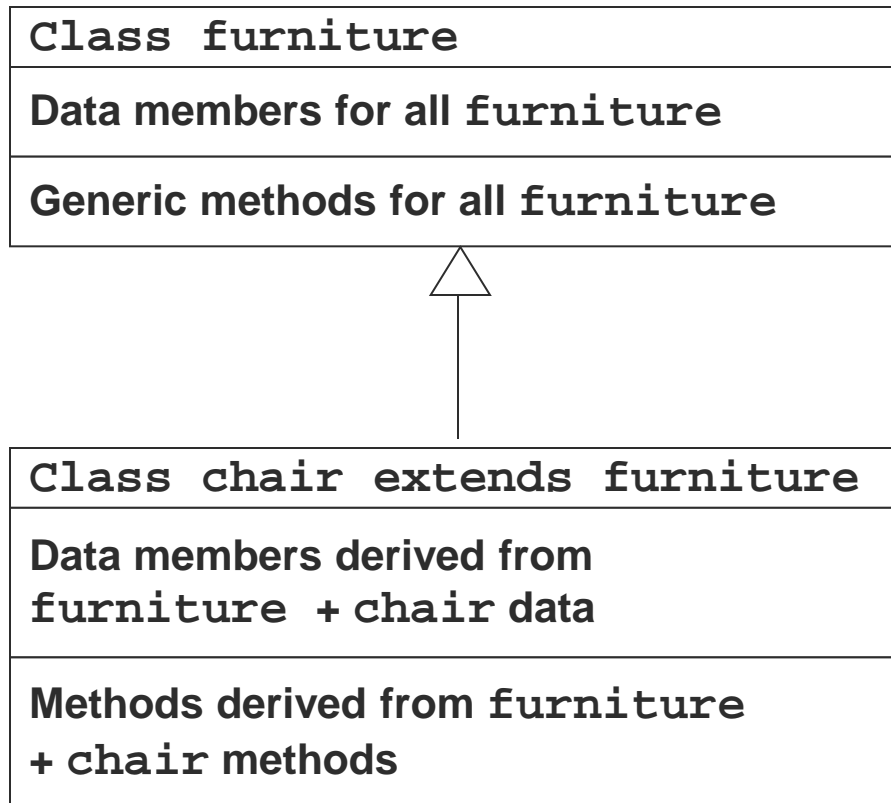 Class furniture
Data members for all furniture
Generic methods for all furniture
Class chair extends furniture
Data members derived from
furniture + chair data
Methods derived from furniture
+ chair methods